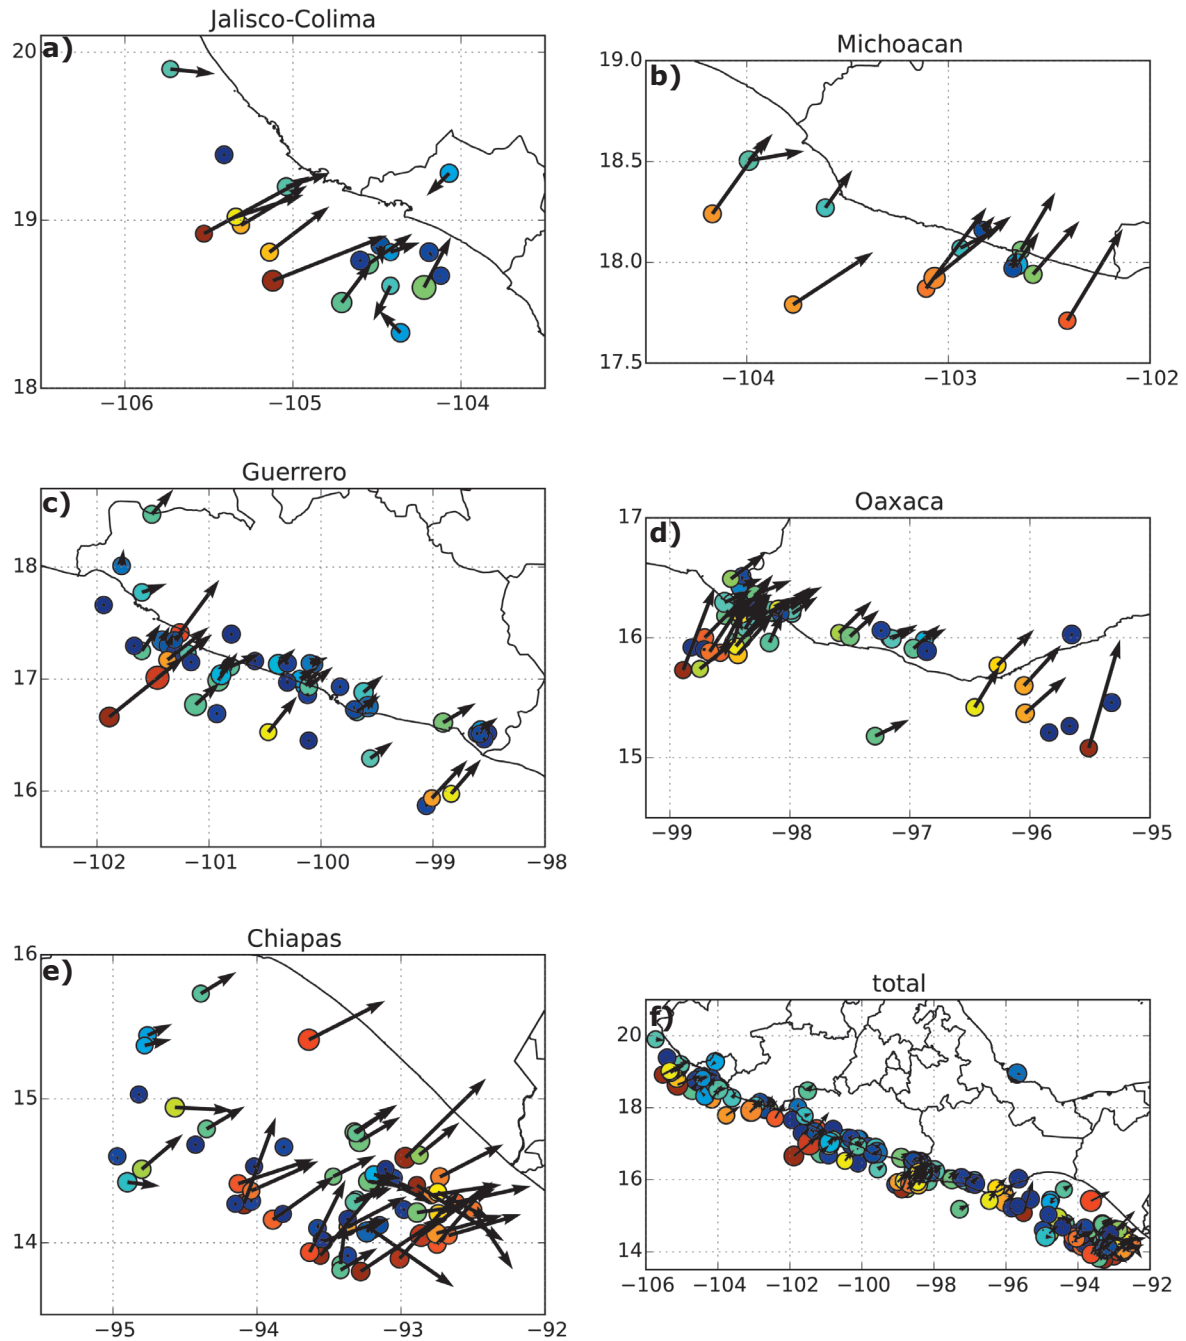 Jalisco-Colima
a)
20
19
18
−106 −105 −104
Michoacan
b)
19.0
18.5
18.0
17.5
−104 −103 −102
Guerrero
c)
18
17
16
−102 −101 −100 −99 −98
Oaxaca
d)
17
16
15
−99 −98 −97 −96 −95
Chiapas
e)
16
15
14
−95 −94 −93 −92
total
f)
20
18
16
14
−106 −104 −102 −100 −98 −96 −94 −92